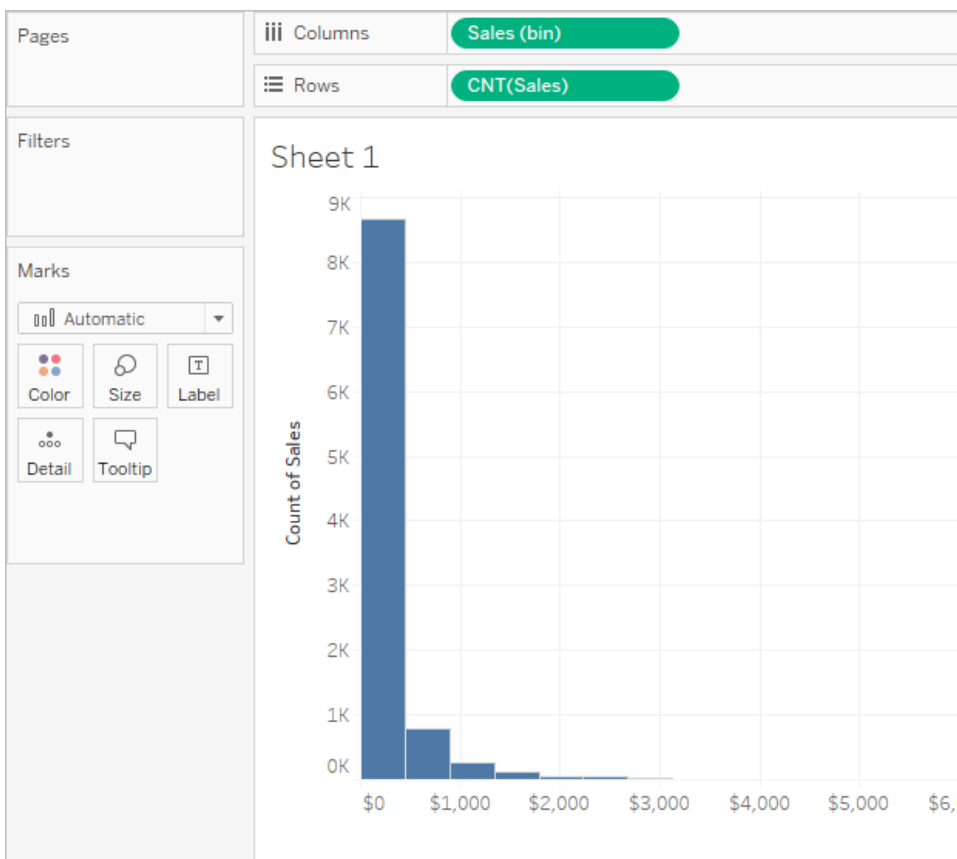 Pages
Columns
Sales (bin)
Rows
CNT(Sales)
Filters
Marks
Automatic
Color
Size
T
Label
Detail
Tooltip
Sheet 1
Count of Sales
9K
8K
7K
6K
5K
4K
3K
2K
1K
0K
$0 $1,000 $2,000 $3,000 $4,000 $5,000 $6,